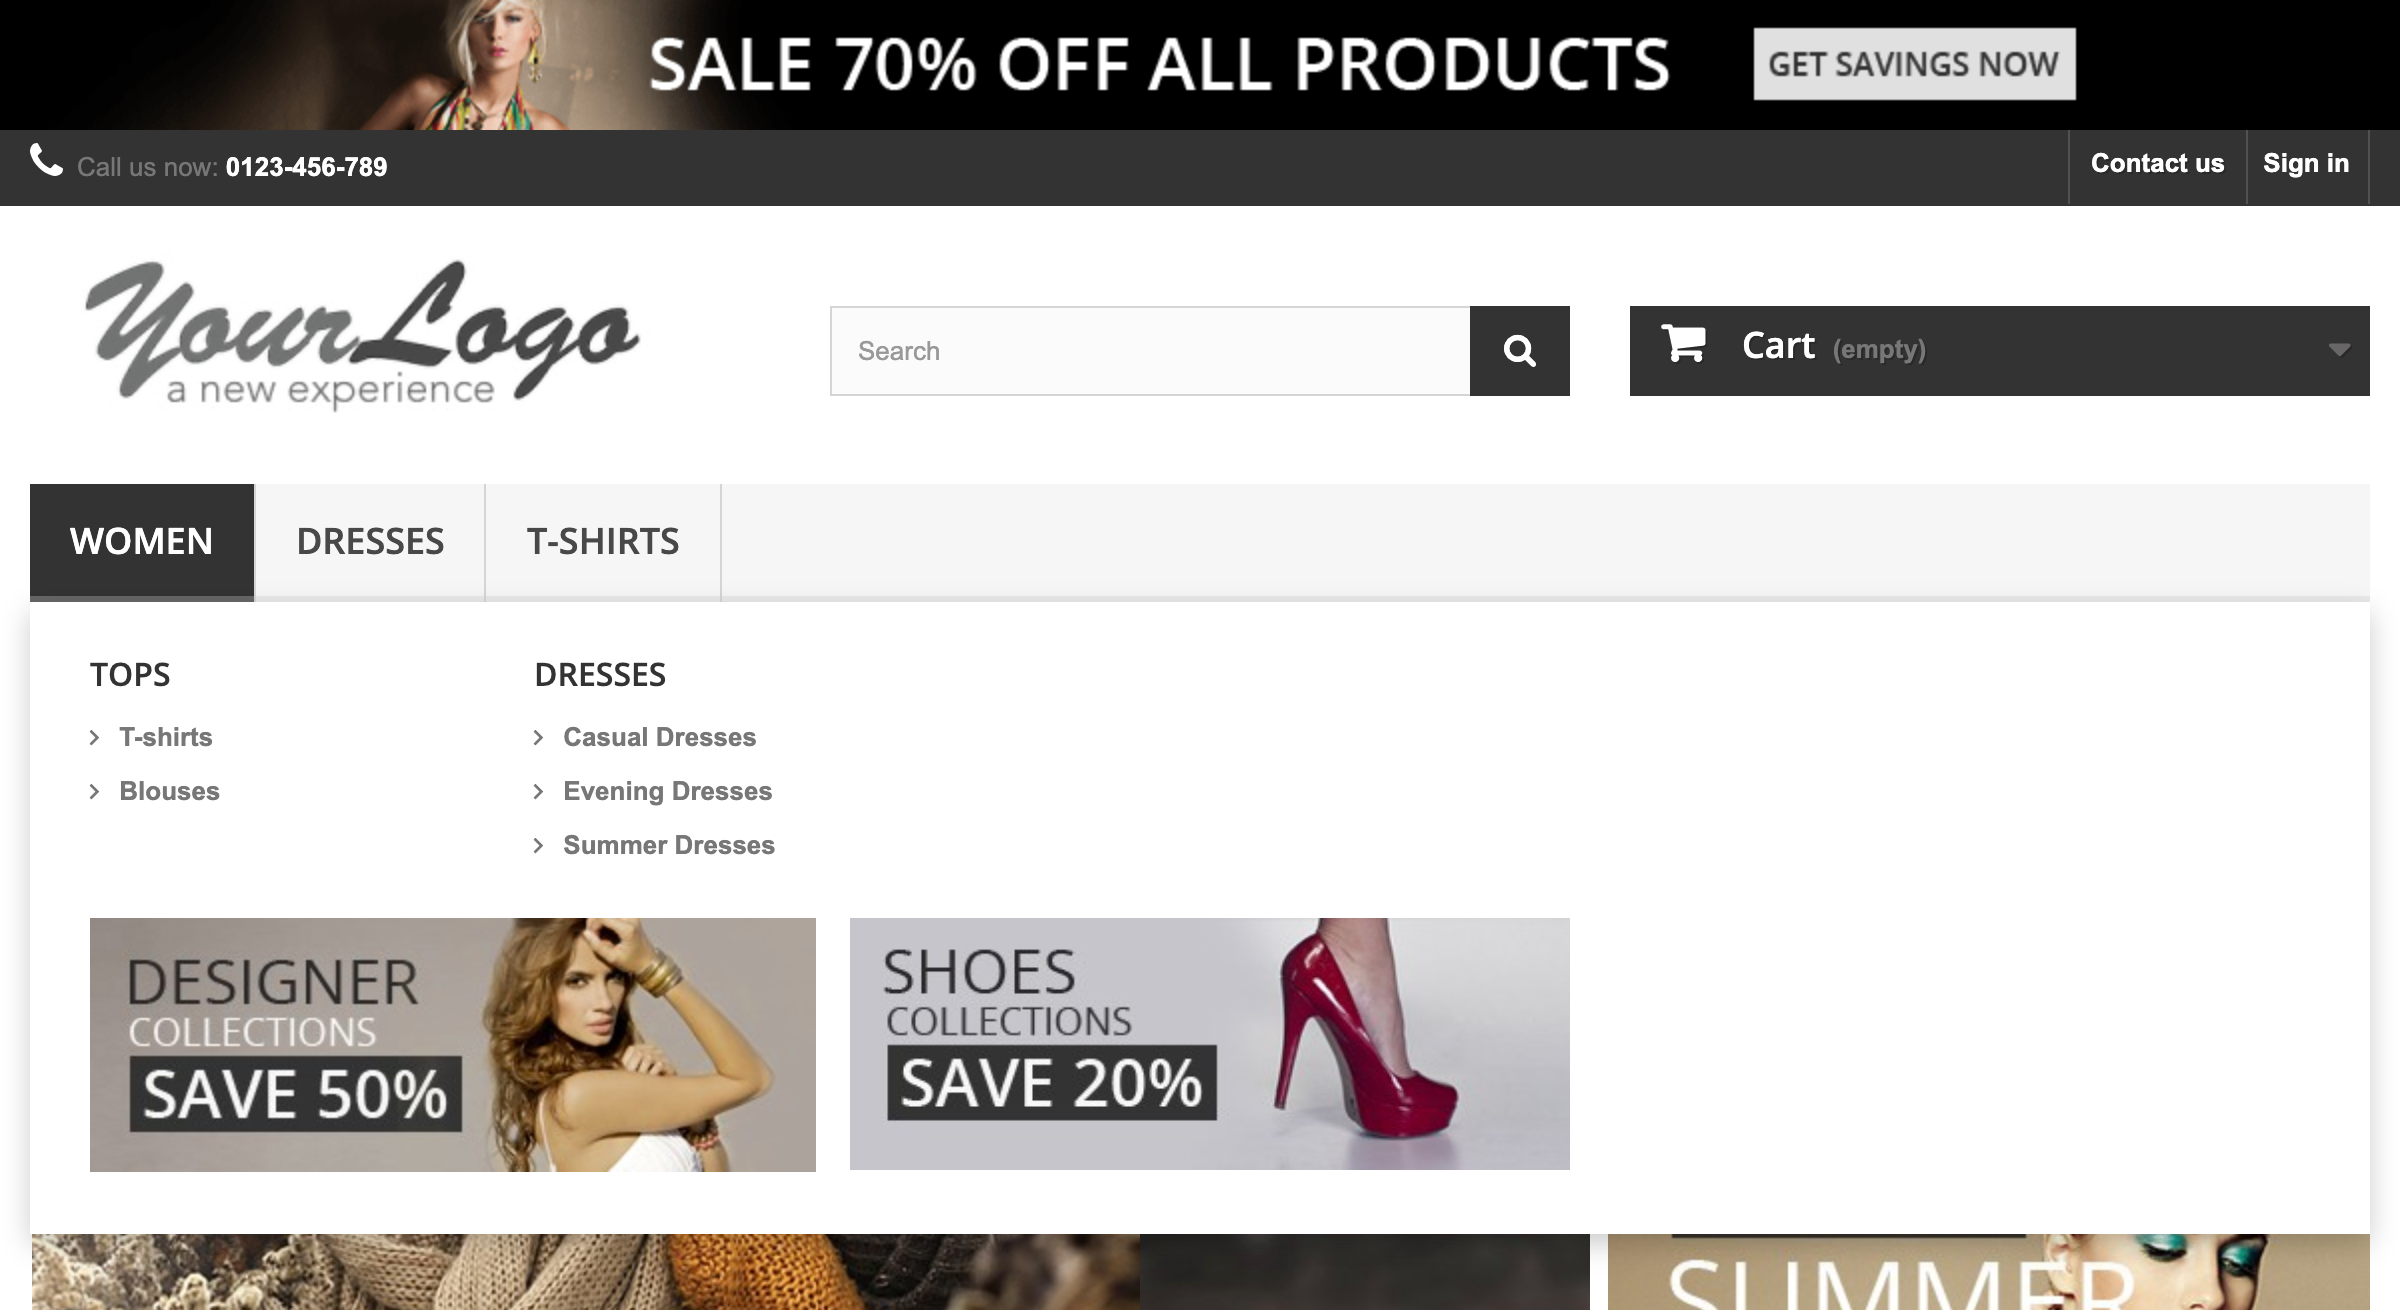 SALE 70% OFF ALL PRODUCTS
GET SAVINGS NOW
Call us now: 0123-456-789
Contact us
Sign in
YourLogo
a new experience
Search
Cart (empty)
WOMEN
DRESSES
T-SHIRTS
TOPS
T-shirts
Blouses
DRESSES
Casual Dresses
Evening Dresses
Summer Dresses
DESIGNER
COLLECTIONS
SAVE 50%
SHOES
COLLECTIONS
SAVE 20%
SUMMER